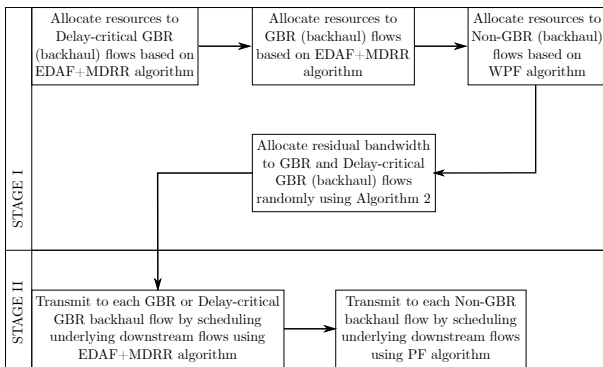 Allocate resources to
Delay-critical GBR
(backhaul) flows based on
EDAF+MDRR algorithm
Allocate resources to
GBR (backhaul) flows
based on EDAF+MDRR
algorithm
Allocate resources to
Non-GBR (backhaul)
flows based on
WPF algorithm
Allocate residual bandwidth
to GBR and Delay-critical
GBR (backhaul) flows
randomly using Algorithm 2
STAGE I
STAGE II
Transmit to each GBR or Delay-critical
GBR backhaul flow by scheduling
underlying downstream flows using
EDAF+MDRR algorithm
Transmit to each Non-GBR
backhaul flow by scheduling
underlying downstream flows
using PF algorithm